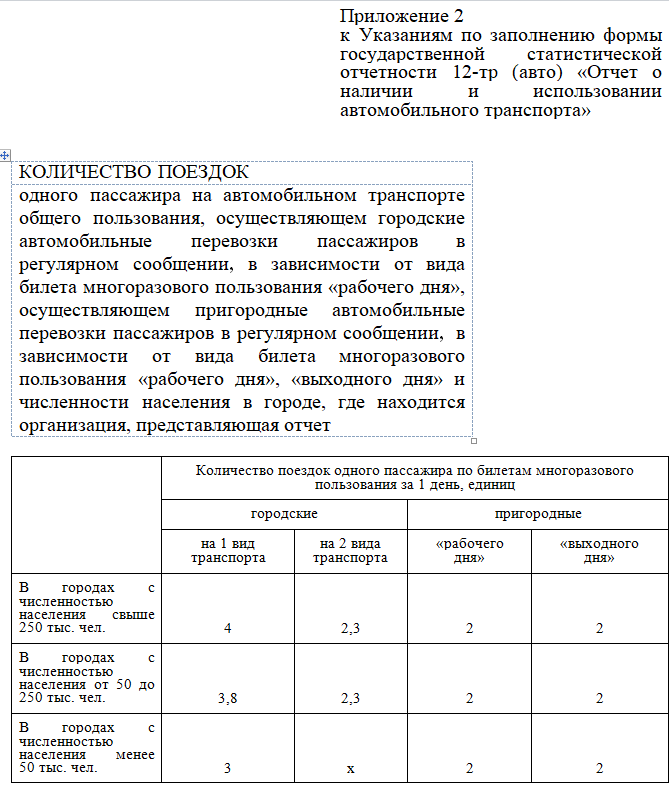 Приложение 2
к Указаниям по заполнению формы
государственной статистической
отчетности 12-тр (авто) «Отчет о
наличии и использовании
автомобильного транспорта»
КОЛИЧЕСТВО ПОЕЗДОК
одного пассажира на автомобильном транспорте
общего пользования, осуществляющем городские
автомобильные перевозки пассажиров в
регулярном сообщении, в зависимости от вида
билета многоразового пользования «рабочего дня»,
осуществляющем пригородные автомобильные
перевозки пассажиров в регулярном сообщении, в
зависимости от вида билета многоразового
пользования «рабочего дня», «выходного дня» и
численности населения в городе, где находится
организация, представляющая отчет
Количество поездок одного пассажира по билетам многоразового
пользования за 1 день, единиц
городские пригородные
на 1 вид
транспорта
на 2 вида
транспорта
«рабочего
дня»
«выходного
дня»
В городах с
численностью
населения свыше
250 тыс. чел.
4 2,3 2 2
В городах с
численностью
населения от 50 до
250 тыс. чел.
3,8 2,3 2 2
В городах с
численностью
населения менее
50 тыс. чел.
3 х 2 2